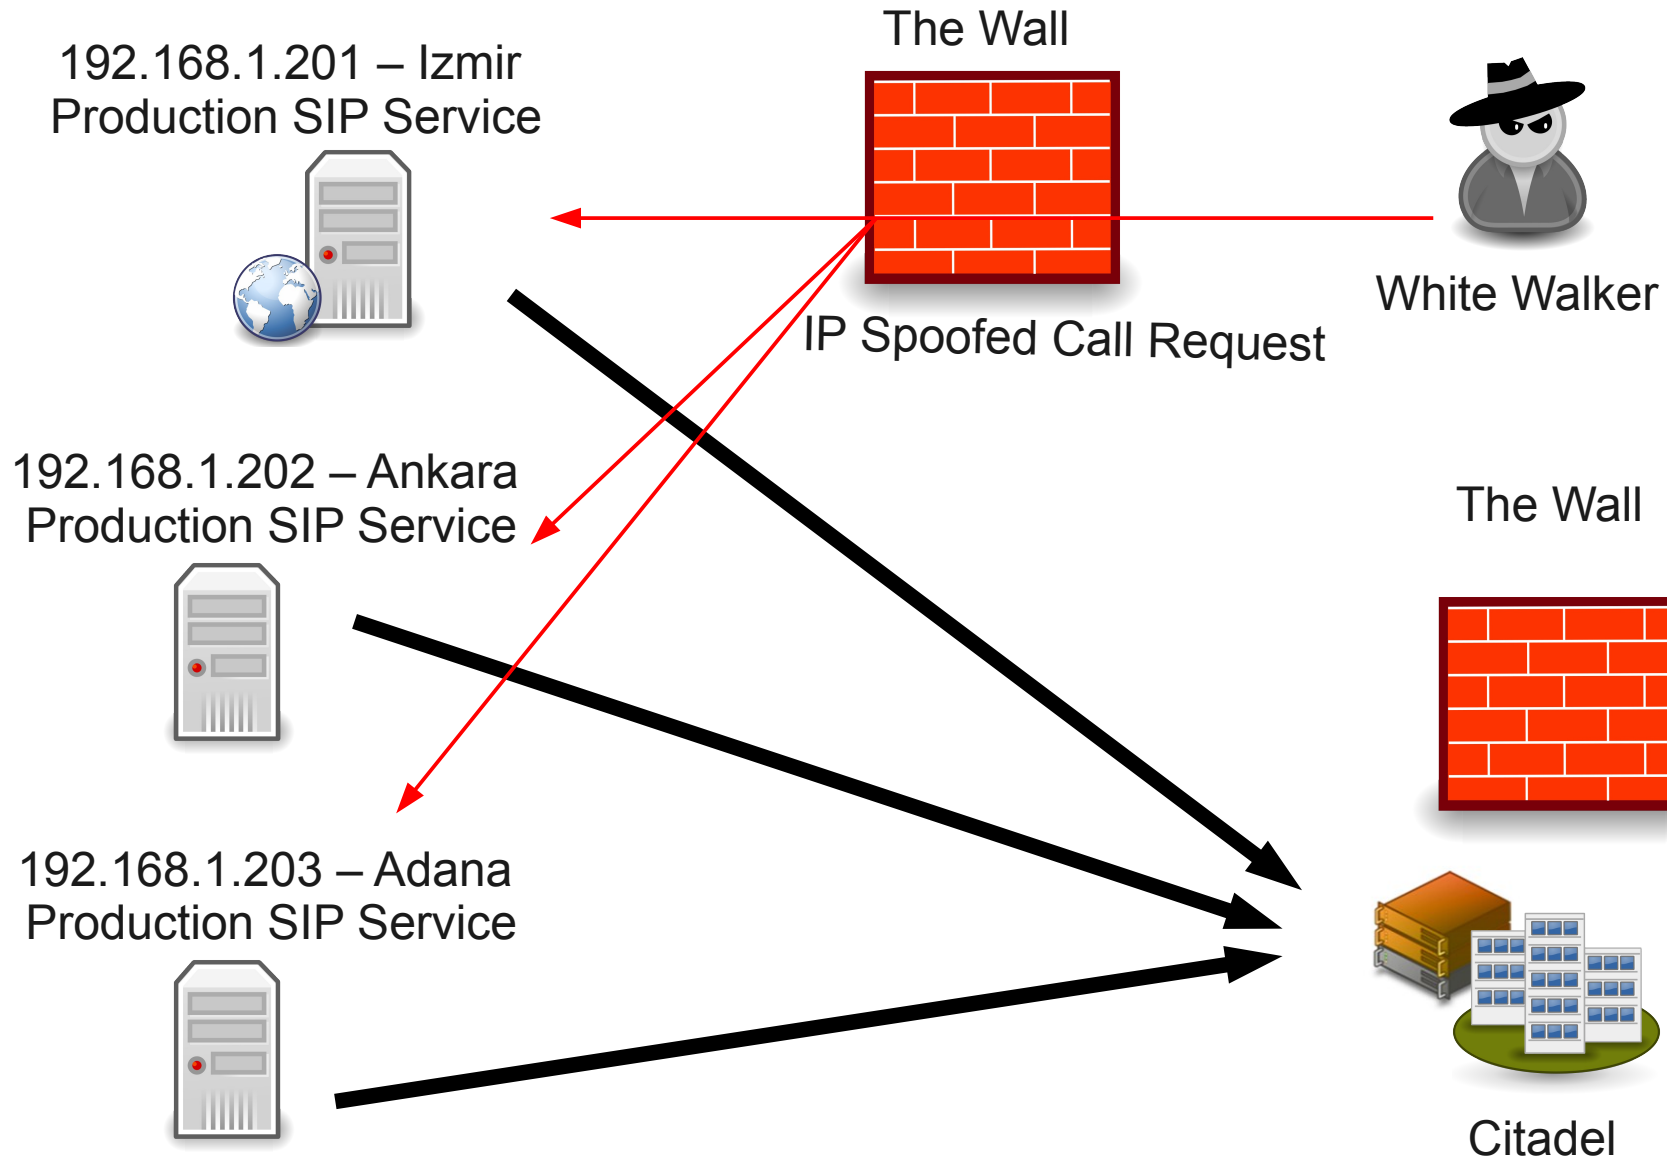 The Wall
192.168.1.201 – Izmir
Production SIP Service
White Walker
IP Spoofed Call Request
192.168.1.202 – Ankara
Production SIP Service
The Wall
192.168.1.203 – Adana
Production SIP Service
Citadel